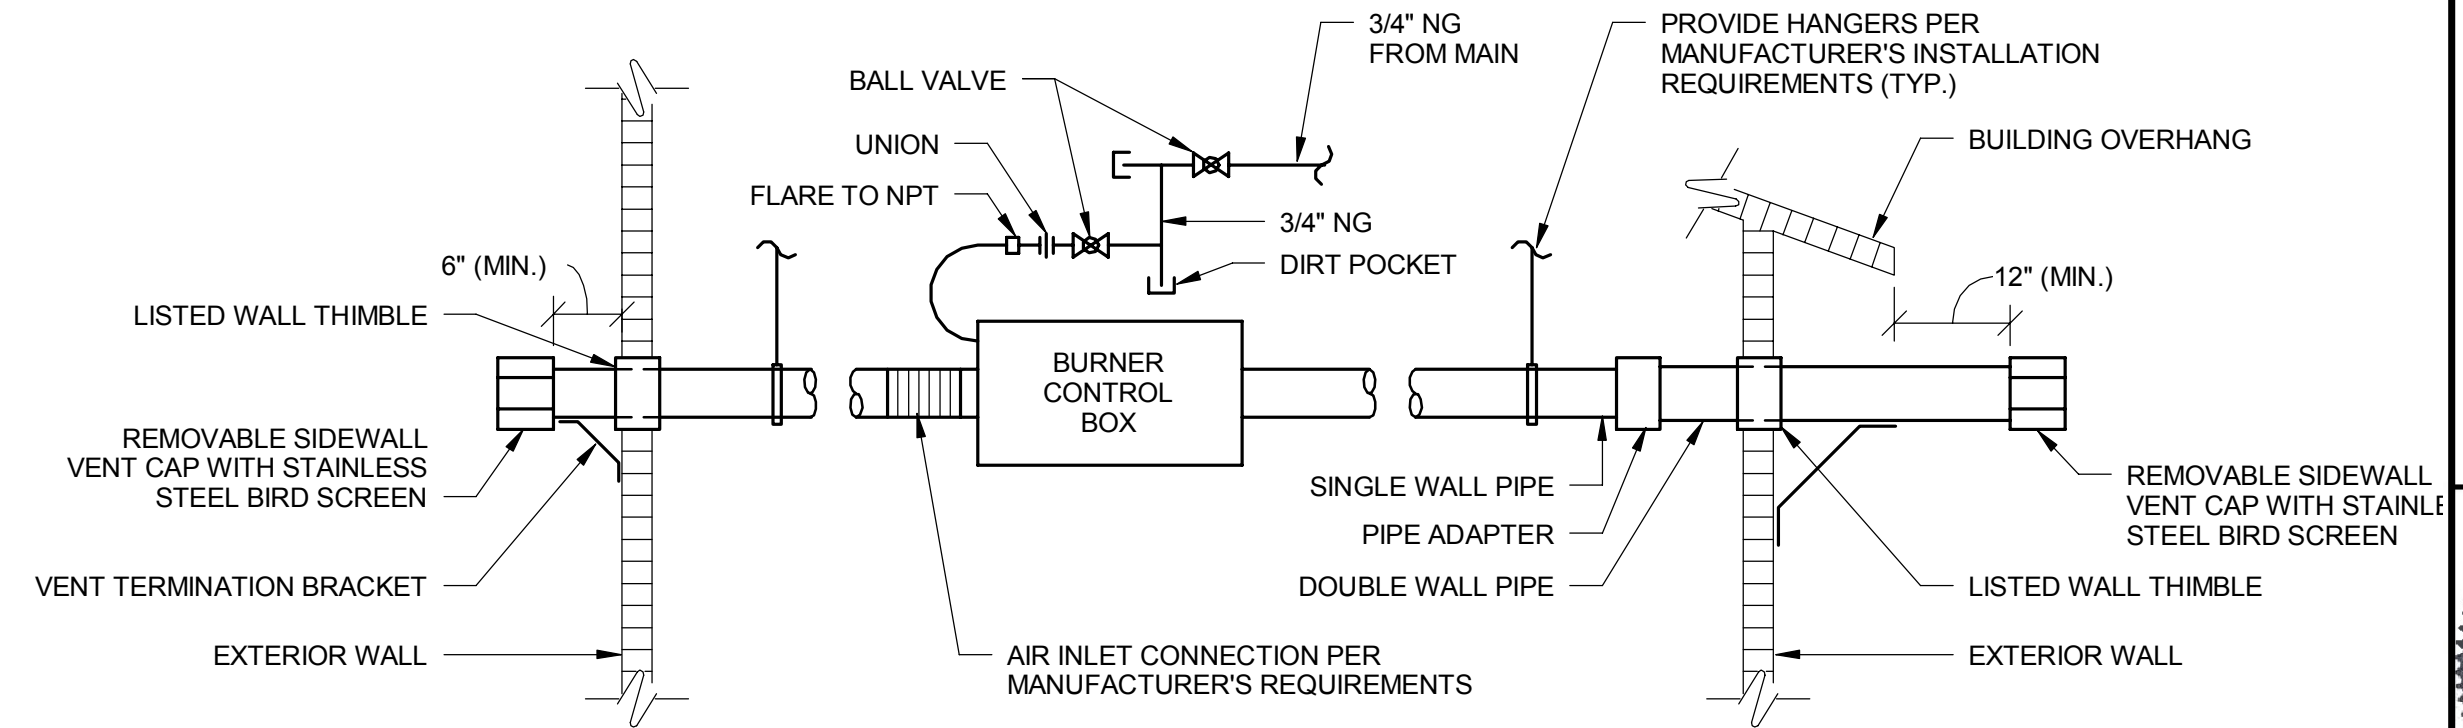 3/4" NG
FROM MAIN
PROVIDE HANGERS PER
MANUFACTURER'S INSTALLATION
REQUIREMENTS (TYP.)
BALL VALVE
UNION
BUILDING OVERHANG
FLARE TO NPT
3/4" NG
DIRT POCKET
6" (MIN.)
12" (MIN.)
LISTED WALL THIMBLE
BURNER
CONTROL
BOX
REMOVABLE SIDEWALL
VENT CAP WITH STAINLESS
STEEL BIRD SCREEN
SINGLE WALL PIPE
REMOVABLE SIDEWALL
VENT CAP WITH STAINLE
STEEL BIRD SCREEN
PIPE ADAPTER
VENT TERMINATION BRACKET
DOUBLE WALL PIPE
LISTED WALL THIMBLE
EXTERIOR WALL
AIR INLET CONNECTION PER
MANUFACTURER'S REQUIREMENTS
EXTERIOR WALL